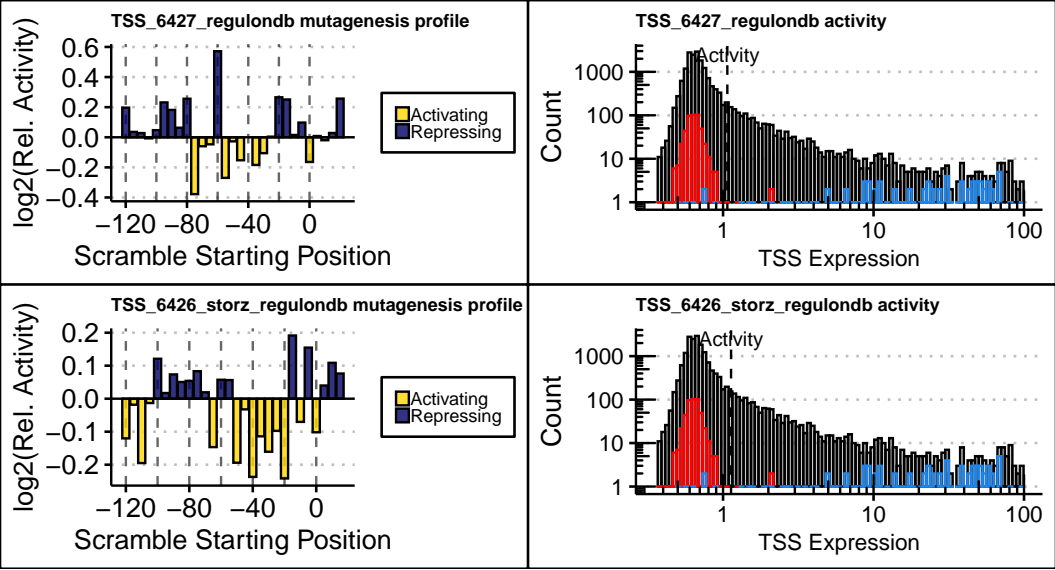 TSS_6427_regulondb mutagenesis profile
log2(Rel. Activity)
0.6
0.4
0.2
0.0
−0.2
−0.4
−120
−80
−40
0
Scramble Starting Position
Activating
Repressing
TSS_6427_regulondb activity
Activity
Count
1000
100
10
1
1
10
100
TSS Expression
TSS_6426_storz_regulondb mutagenesis profile
log2(Rel. Activity)
0.2
0.1
0.0
−0.1
−0.2
−120
−80
−40
0
Scramble Starting Position
Activating
Repressing
TSS_6426_storz_regulondb activity
Activity
Count
1000
100
10
1
1
10
100
TSS Expression